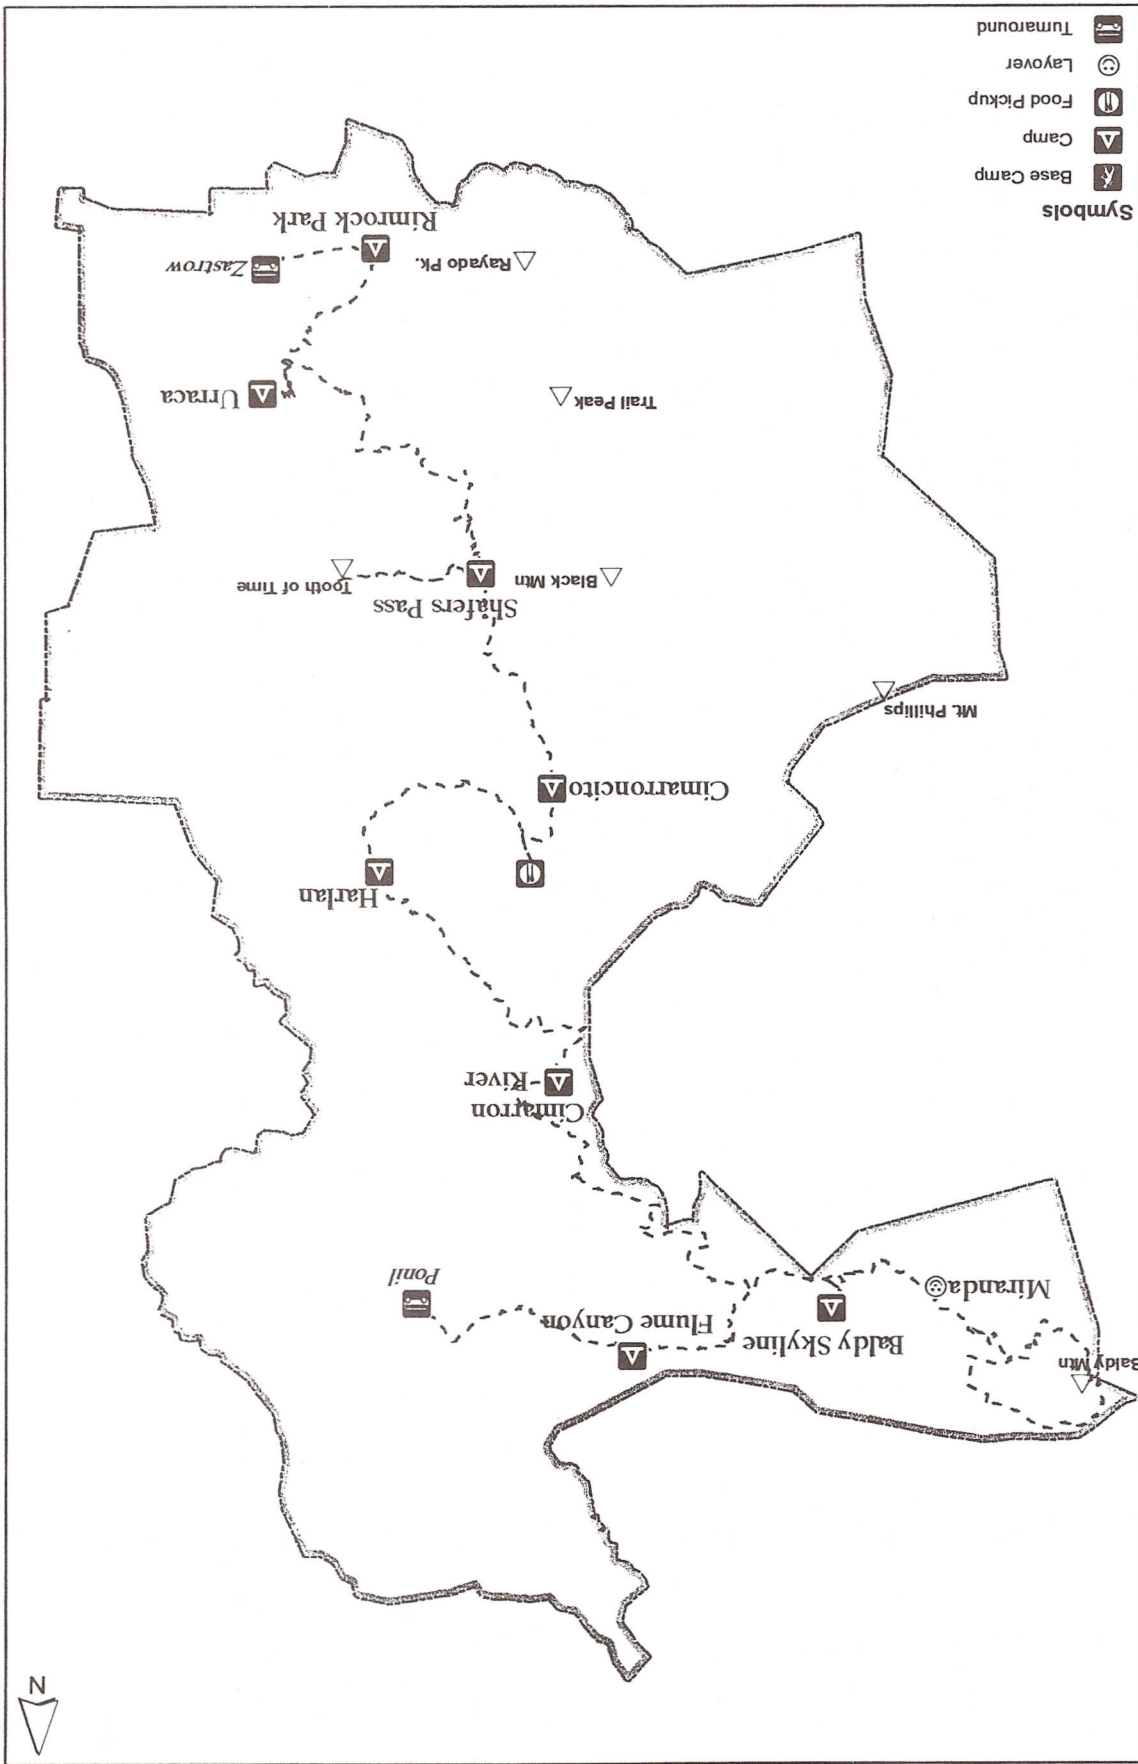 N
Baldy Mtn
Miranda
Baldy Skyline
Flume Canyon
Ponil
Cimarron
River
Harlan
Cimarroncito
Mt. Phillips
Black Mtn
Shafers Pass
Tooth of Time
Trail Peak
Urraca
Rayado Pk.
Rimrock Park
Zastrow
Symbols
Base Camp
Camp
Food Pickup
Layover
Turnaround